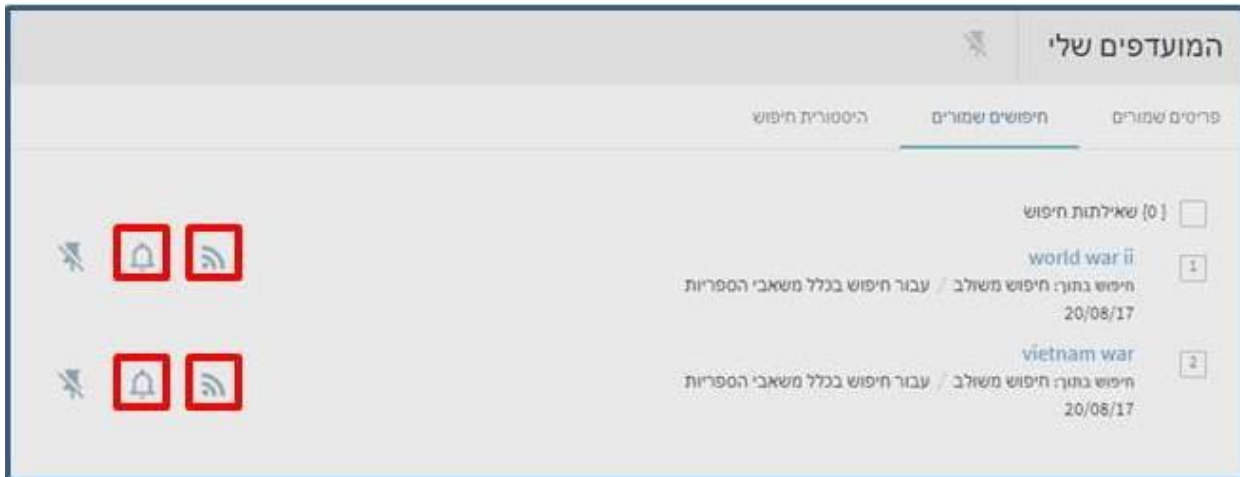 המועדפים שלי
פריטים שמורים חיפושים שמורים היסטורית חיפוש
{0} שאילתות חיפוש
1 world war ii
חיפוש בתוך: חיפוש משולב / עבור חיפוש בכלל משאבי הספריות
20/08/17
2 vietnam war
חיפוש בתוך: חיפוש משולב / עבור חיפוש בכלל משאבי הספריות
20/08/17